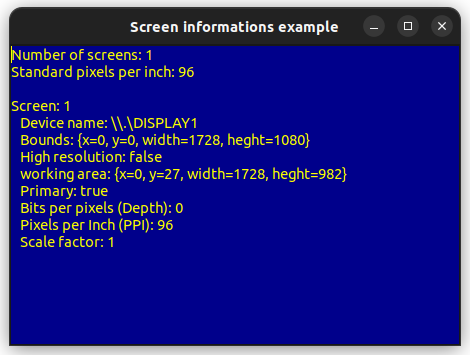 Screen informations example
Number of screens: 1
Standard pixels per inch: 96
Screen: 1
Device name: \\.\DISPLAY1
Bounds: {x=0, y=0, width=1728, heght=1080}
High resolution: false
working area: {x=0, y=27, width=1728, heght=982}
Primary: true
Bits per pixels (Depth): 0
Pixels per Inch (PPI): 96
Scale factor: 1